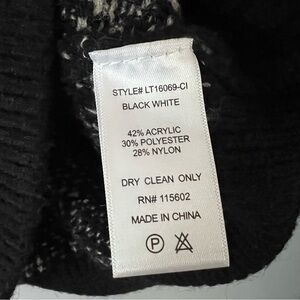 STYLE# LT16069-CI
BLACK WHITE
42% ACRYLIC
30% POLYESTER
28% NYLON
DRY CLEAN ONLY
RN# 115602
MADE IN CHINA
P